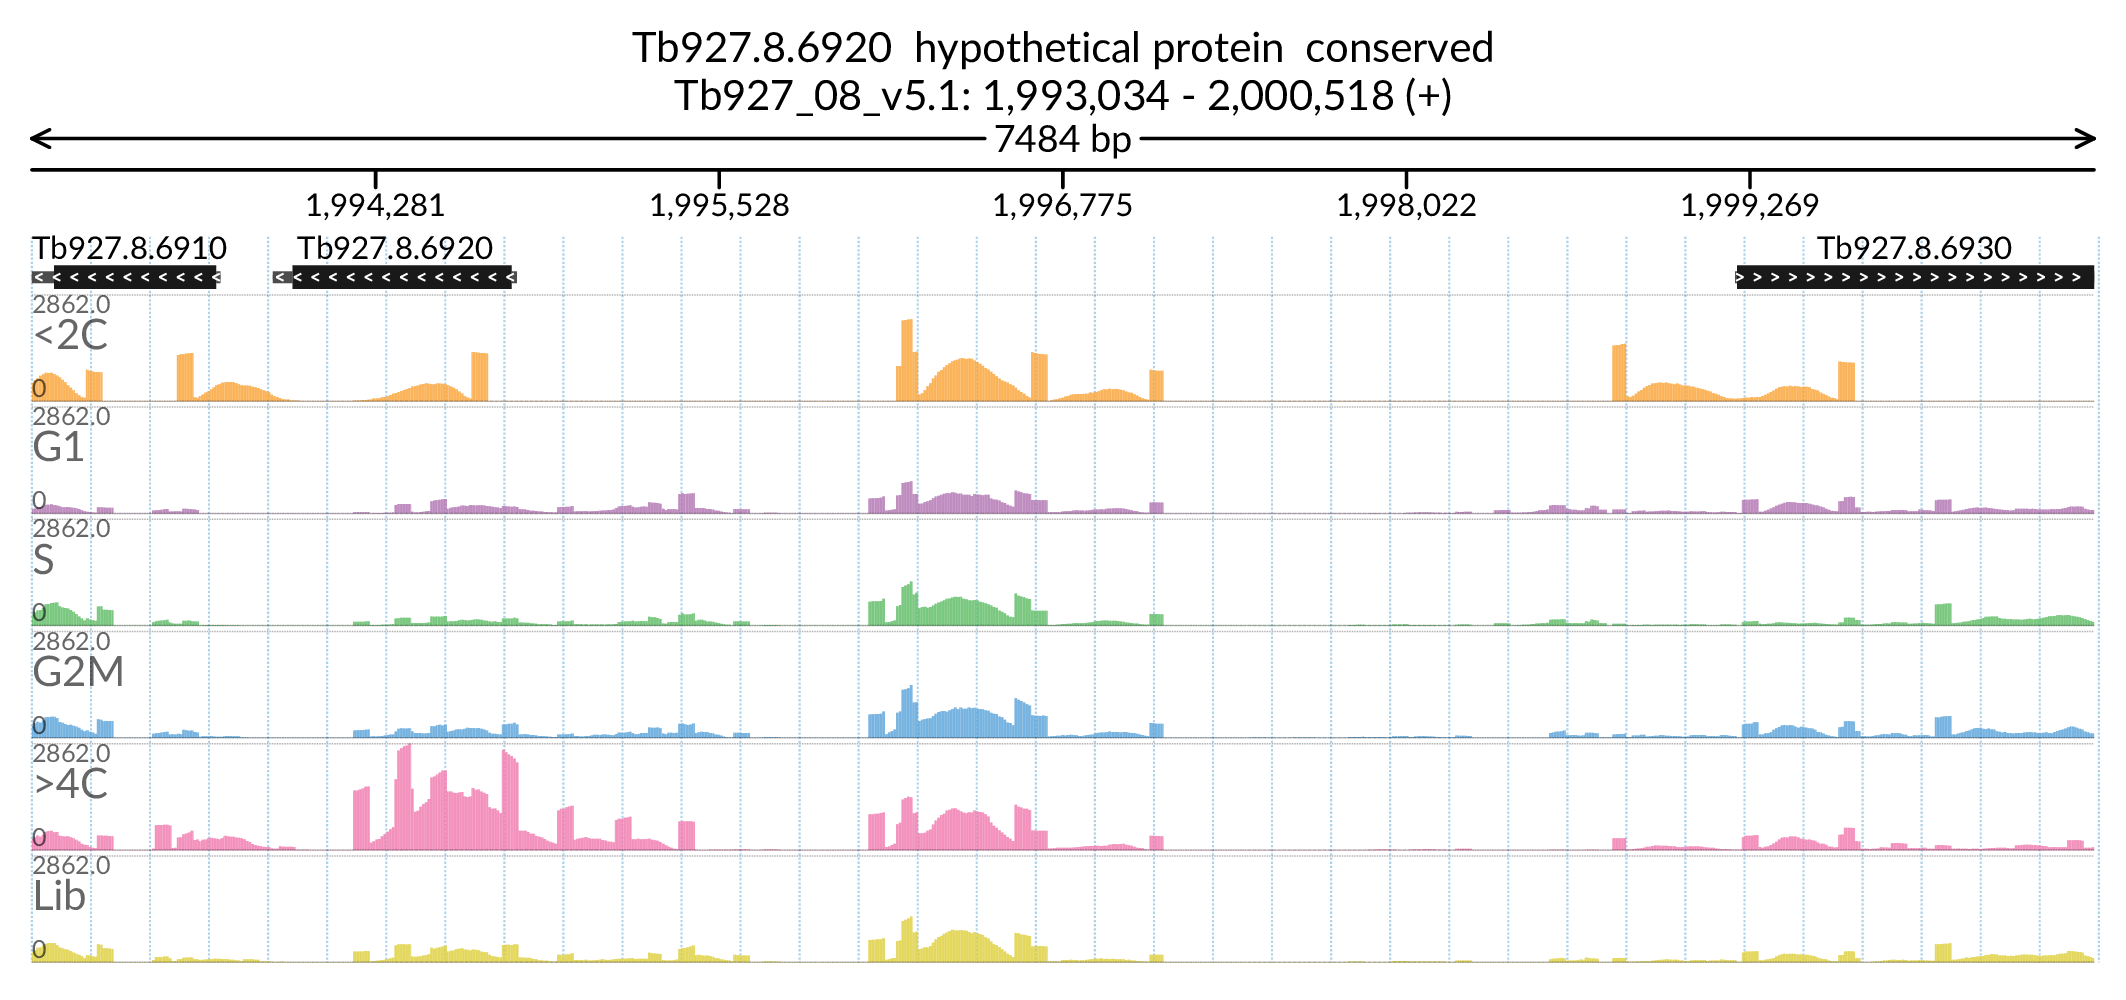 Tb927.8.6920  hypothetical protein  conserved
Tb927_08_v5.1: 1,993,034 - 2,000,518 (+)
7484 bp
1,994,281 1,995,528 1,996,775 1,998,022 1,999,269
Tb927.8.6910 Tb927.8.6920 Tb927.8.6930
2862.0
<2C
0
2862.0
G1
0
2862.0
S
0
2862.0
G2M
0
2862.0
>4C
0
2862.0
Lib
0